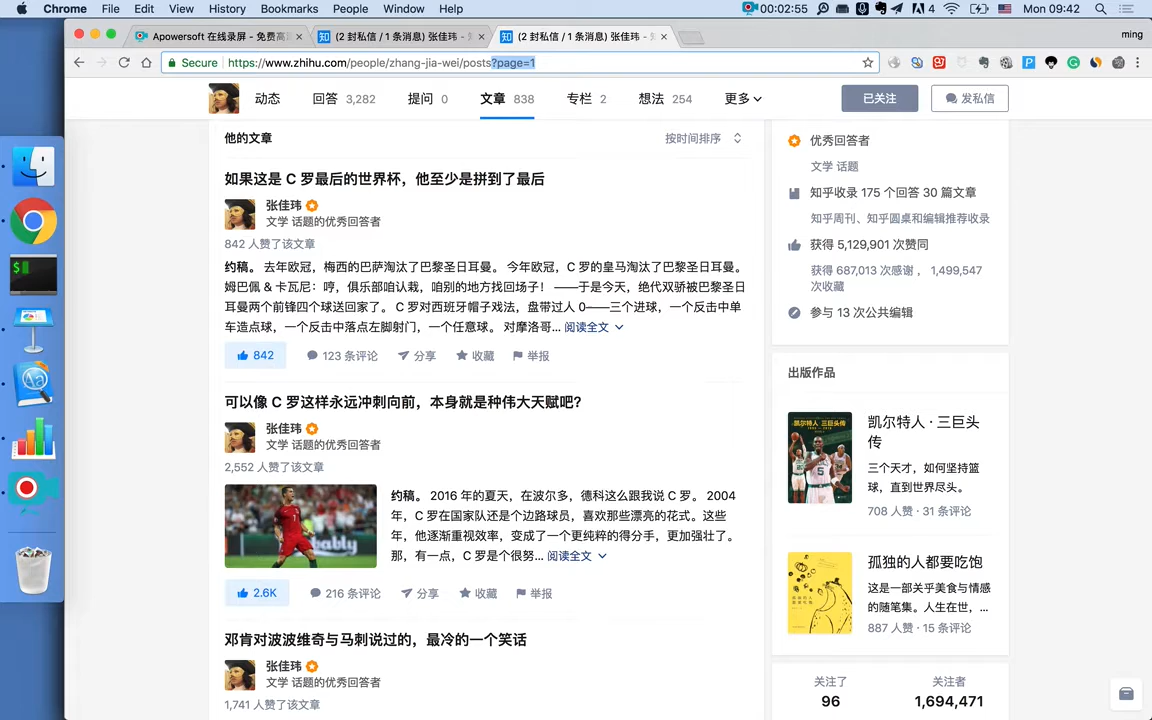 Chrome File Edit View History Bookmarks People Window Help 00:02:55 4 Mon 09:42
Apowersoft 在线录屏 - 免费高
(2 封私信 / 1 条消息) 张佳玮 -
(2 封私信 / 1 条消息) 张佳玮 -
ming
Secure https://www.zhihu.com/people/zhang-jia-wei/posts?page=1
动态 回答 3,282 提问 0 文章 838 专栏 2 想法 254 更多 已关注 发私信
他的文章 按时间排序
如果这是 C 罗最后的世界杯，他至少是拼到了最后
张佳玮
文学 话题的优秀回答者
842 人赞了该文章
约稿。 去年欧冠，梅西的巴萨淘汰了巴黎圣日耳曼。 今年欧冠，C 罗的皇马淘汰了巴黎圣日耳曼。
姆巴佩 & 卡瓦尼：哼，俱乐部咱认栽，咱别的地方找回场子！ ——于是今天，绝代双骄被巴黎圣日
耳曼两个前锋四个球送回家了。 C 罗对西班牙帽子戏法，盘带过人 0——三个进球，一个反击中单
车造点球，一个反击中落点左脚射门，一个任意球。 对摩洛哥... 阅读全文
842 123 条评论 分享 收藏 举报
可以像 C 罗这样永远冲刺向前，本身就是种伟大天赋吧？
张佳玮
文学 话题的优秀回答者
2,552 人赞了该文章
约稿。 2016 年的夏天，在波尔多，德科这么跟我说 C 罗。 2004
年，C 罗在国家队还是个边路球员，喜欢那些漂亮的花式。这些
年，他逐渐重视效率，变成了一个更纯粹的得分手，更加强壮了。
那，有一点，C 罗是个很努... 阅读全文
2.6K 216 条评论 分享 收藏 举报
邓肯对波波维奇与马刺说过的，最冷的一个笑话
张佳玮
文学 话题的优秀回答者
1,741 人赞了该文章
优秀回答者
文学 话题
知乎收录 175 个回答 30 篇文章
知乎周刊、知乎圆桌和编辑推荐收录
获得 5,129,901 次赞同
获得 687,013 次感谢 ， 1,499,547
次收藏
参与 13 次公共编辑
出版作品
凯尔特人 · 三巨头
传
三个天才，如何坚持篮
球，直到世界尽头。
708 人赞 · 31 条评论
孤独的人都要吃饱
这是一部关乎美食与情感
的随笔集。人生在世，...
887 人赞 · 15 条评论
关注了 关注者
96 1,694,471